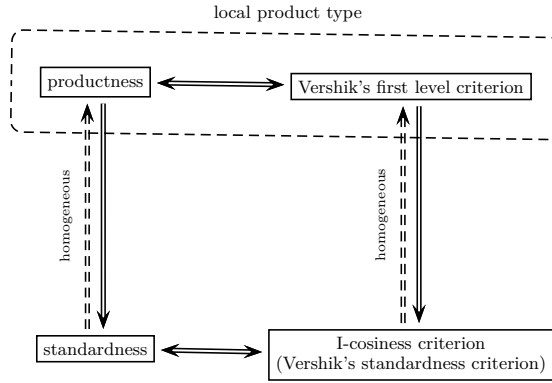 local product type
productness
Vershik's first level criterion
homogeneous
homogeneous
standardness
I-cosiness criterion
(Vershik's standardness criterion)